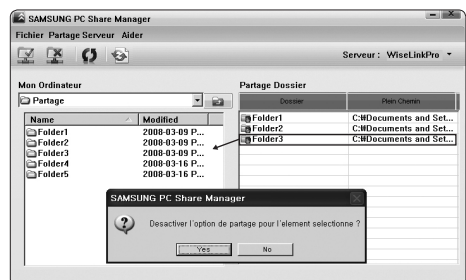 SAMSUNG PC Share Manager
Fichier Partage Serveur Aider
Serveur : WiseLinkPro
Mon Ordinateur
Partage
Name Modified
Folder1 2008-03-09 P...
Folder2 2008-03-09 P...
Folder3 2008-03-09 P...
Folder4 2008-03-16 P...
Folder5 2008-03-16 P...
Partage Dossier
Dossier Plein Chemin
Folder1 C:₩Documents and Set...
Folder2 C:₩Documents and Set...
Folder3 C:₩Documents and Set...
SAMSUNG PC Share Manager
Desactiver l'option de partage pour l'element selectionne ?
Yes No